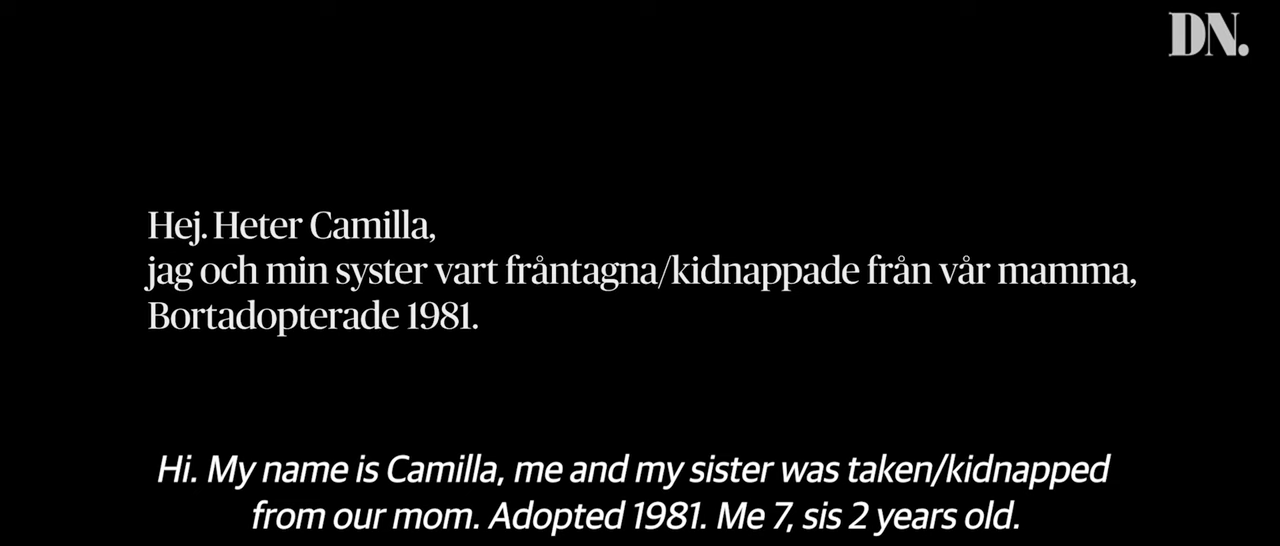 DN.
Hej. Heter Camilla,
jag och min syster vart fråntagna/kidnappade från vår mamma,
Bortadopterade 1981.
Hi. My name is Camilla, me and my sister was taken/kidnapped
from our mom. Adopted 1981. Me 7, sis 2 years old.